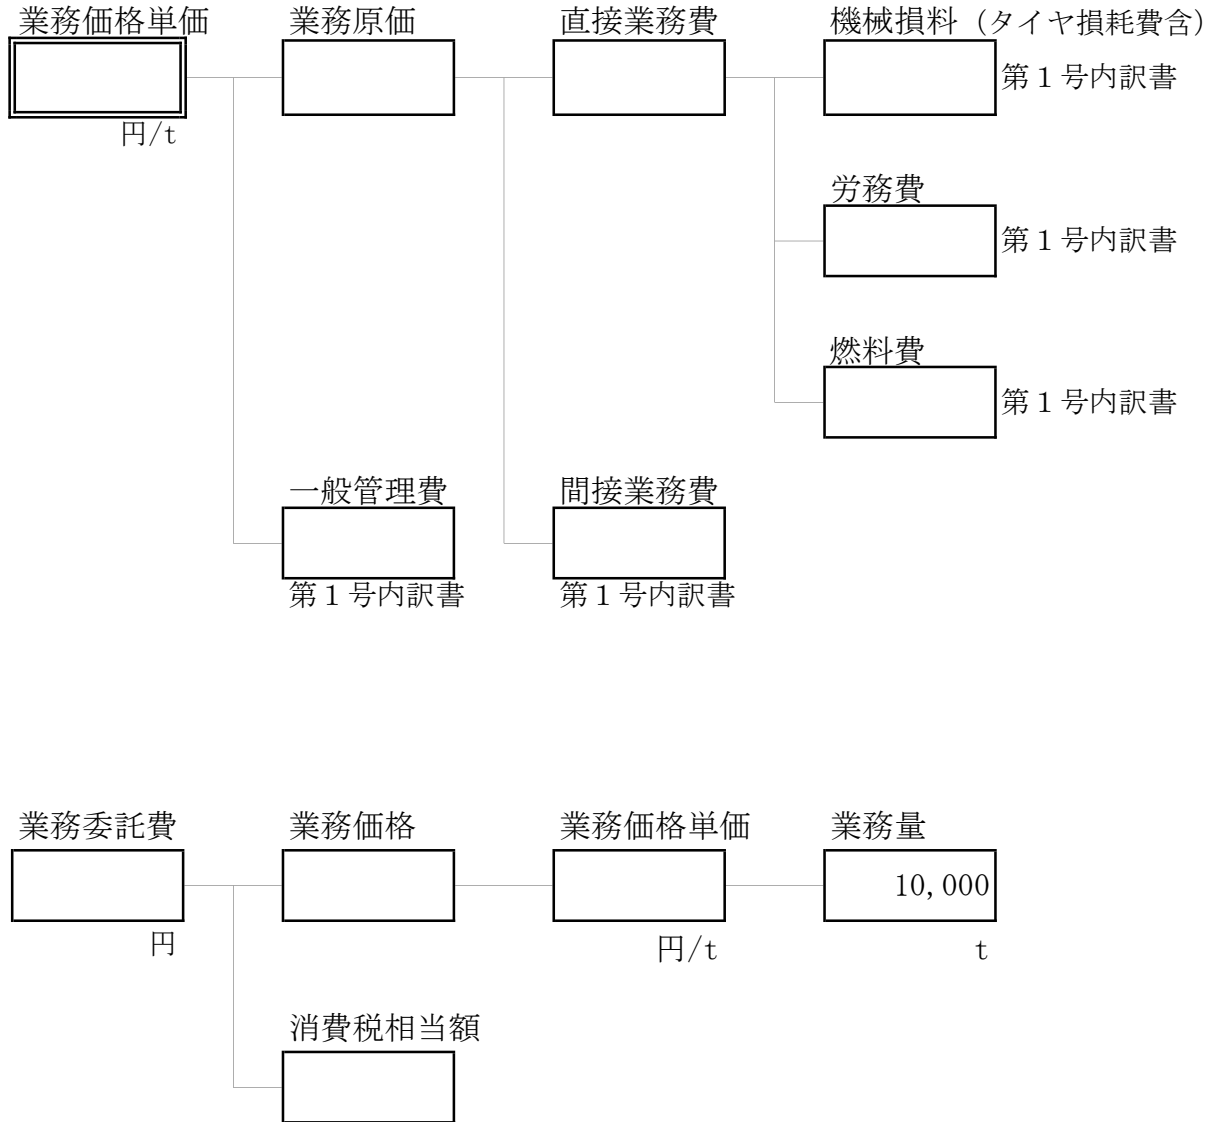 業務価格単価 業務原価 直接業務費 機械損料（タイヤ損耗費含）
第１号内訳書
円/t
労務費
第１号内訳書
燃料費
第１号内訳書
一般管理費 間接業務費
第１号内訳書 第１号内訳書
業務委託費 業務価格 業務価格単価 業務量
10,000
円 円/t t
消費税相当額